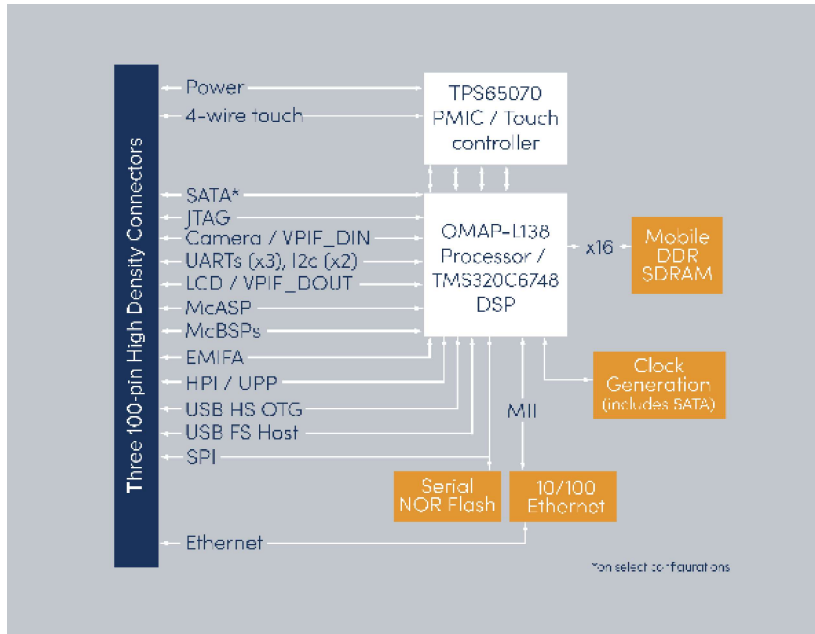 Three 100-pin High Density Connectors
Power
4-wire touch
SATA*
JTAG
Camera / VPIF_DIN
UARTs (x3), I2c (x2)
LCD / VPIF_DOUT
McASP
McBSPs
EMIFA
HPI / UPP
USB HS OTG
USB FS Host
SPI
Ethernet
TPS65070
PMIC / Touch
controller
OMAP-L138
Processor /
TMS320C6748
DSP
x16
Mobile
DDR
SDRAM
Clock
Generation
(includes SATA)
MII
Serial
NOR Flash
10/100
Ethernet
on select